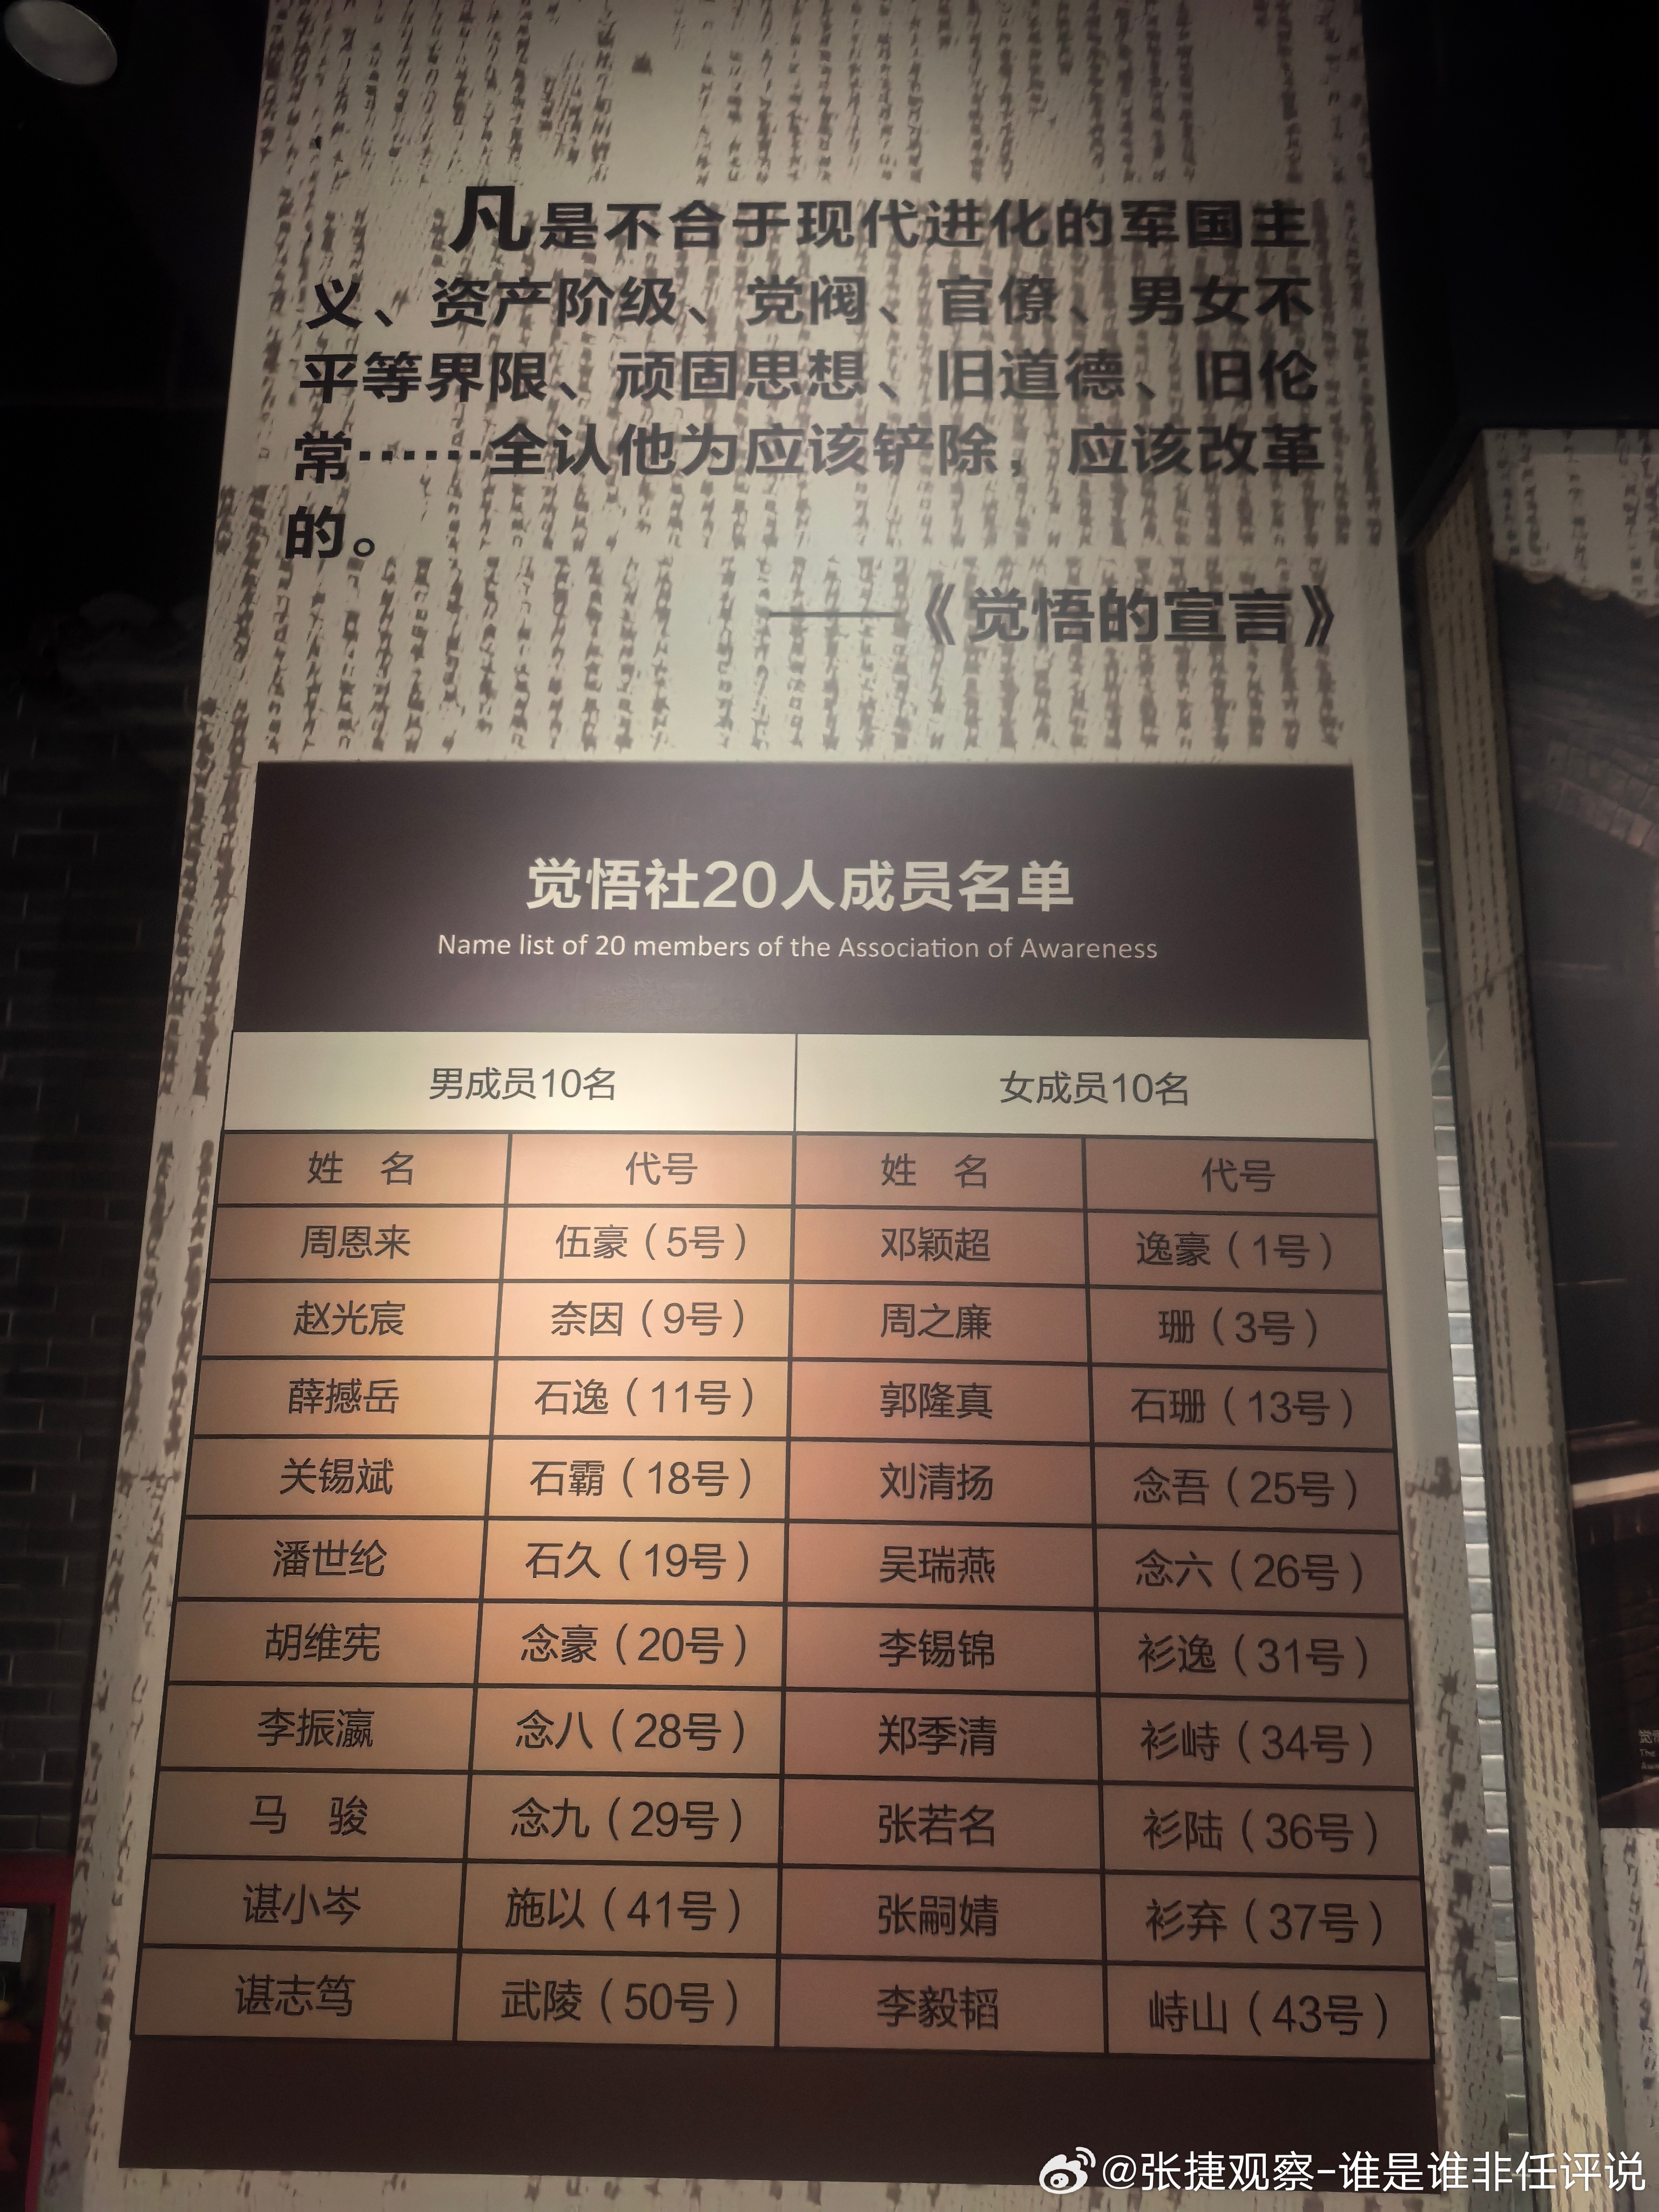 凡是不合于现代进化的军国主
义、资产阶级、党阀、官僚、男女不
平等界限、顽固思想、旧道德、旧伦
常……全认他为应该铲除，应该改革
的。
——《觉悟的宣言》
觉悟社20人成员名单
Name list of 20 members of the Association of Awareness
男成员10名 女成员10名
姓 名 代号 姓 名 代号
周恩来 伍豪（5号） 邓颖超 逸豪（1号）
赵光宸 奈因（9号） 周之廉 珊（3号）
薛撼岳 石逸（11号） 郭隆真 石珊（13号）
关锡斌 石霸（18号） 刘清扬 念吾（25号）
潘世纶 石久（19号） 吴瑞燕 念六（26号）
胡维宪 念豪（20号） 李锡锦 衫逸（31号）
李振瀛 念八（28号） 郑季清 衫峙（34号）
马 骏 念九（29号） 张若名 衫陆（36号）
谌小岑 施以（41号） 张嗣婧 衫弃（37号）
谌志笃 武陵（50号） 李毅韬 峙山（43号）
@张捷观察-谁是谁非任评说